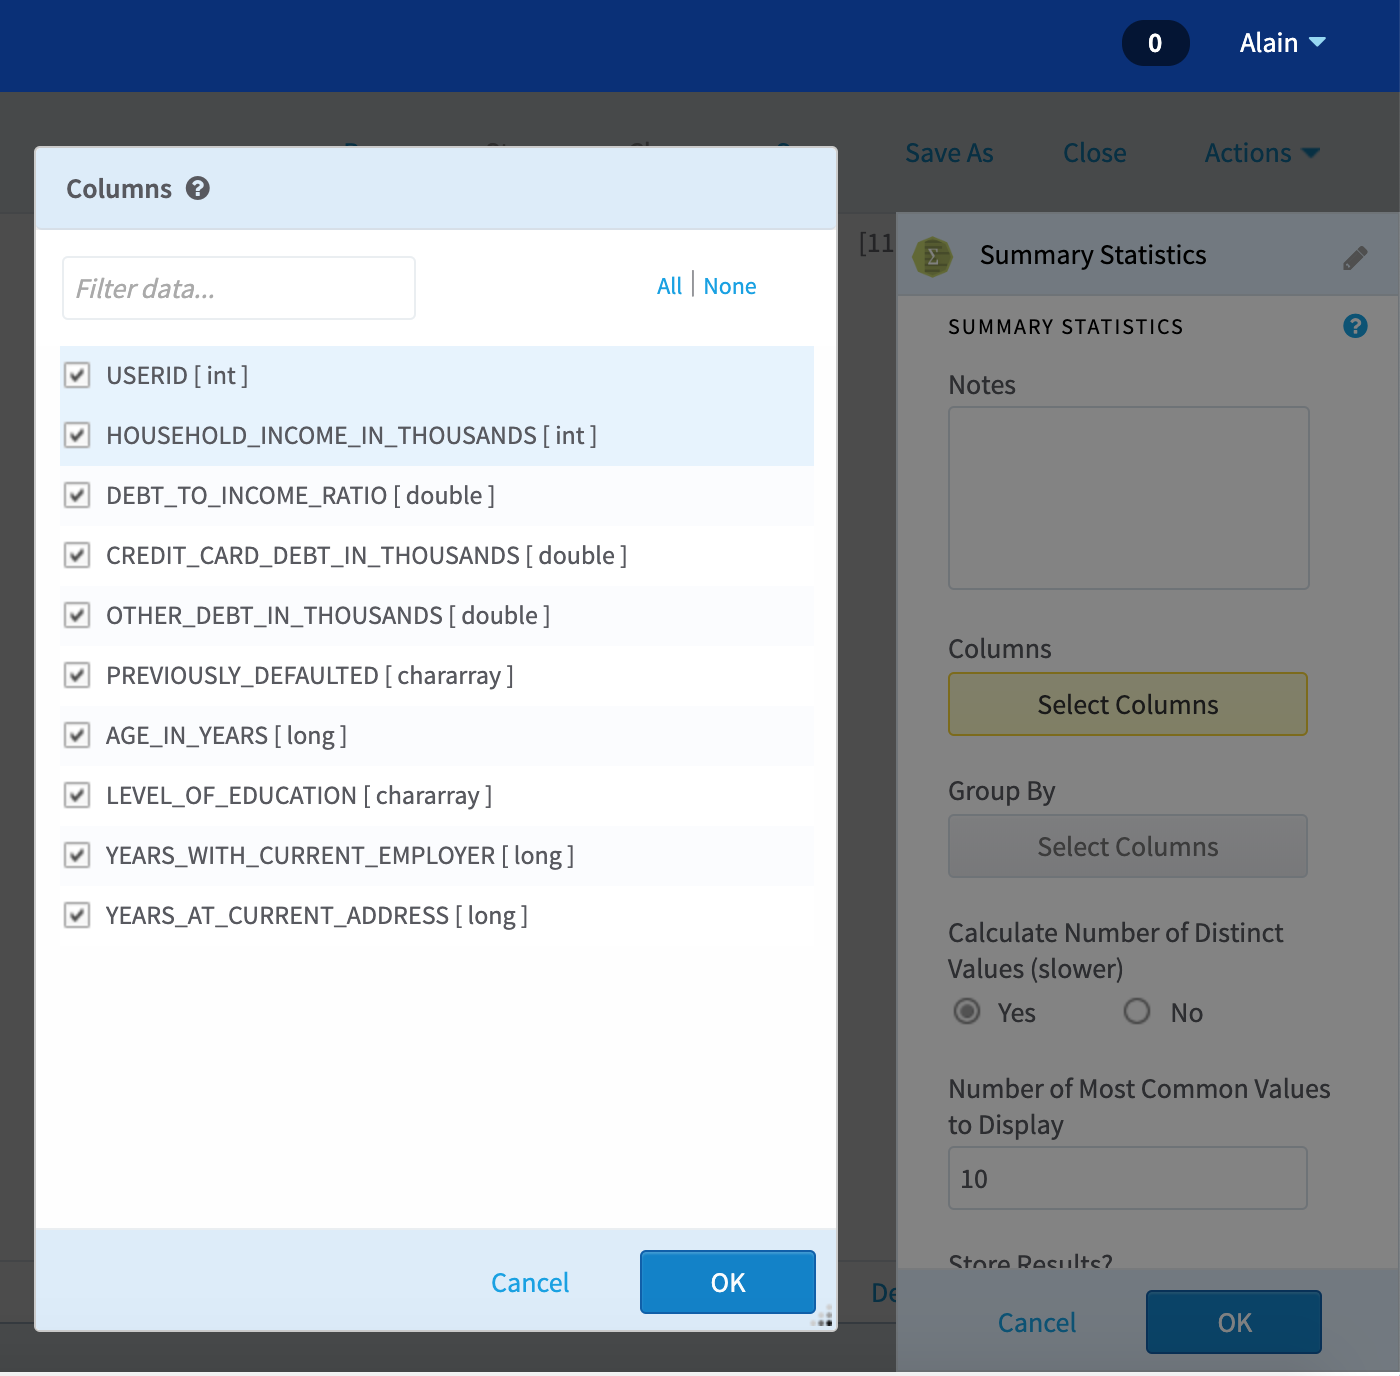 0
Alain
Save As
Close
Actions
Columns
Filter data...
All | None
USERID [ int ]
HOUSEHOLD_INCOME_IN_THOUSANDS [ int ]
DEBT_TO_INCOME_RATIO [ double ]
CREDIT_CARD_DEBT_IN_THOUSANDS [ double ]
OTHER_DEBT_IN_THOUSANDS [ double ]
PREVIOUSLY_DEFAULTED [ chararray ]
AGE_IN_YEARS [ long ]
LEVEL_OF_EDUCATION [ chararray ]
YEARS_WITH_CURRENT_EMPLOYER [ long ]
YEARS_AT_CURRENT_ADDRESS [ long ]
Cancel
OK
[11
Summary Statistics
SUMMARY STATISTICS
Notes
Columns
Select Columns
Group By
Select Columns
Calculate Number of Distinct
Values (slower)
Yes
No
Number of Most Common Values
to Display
10
Store Results?
De
Cancel
OK